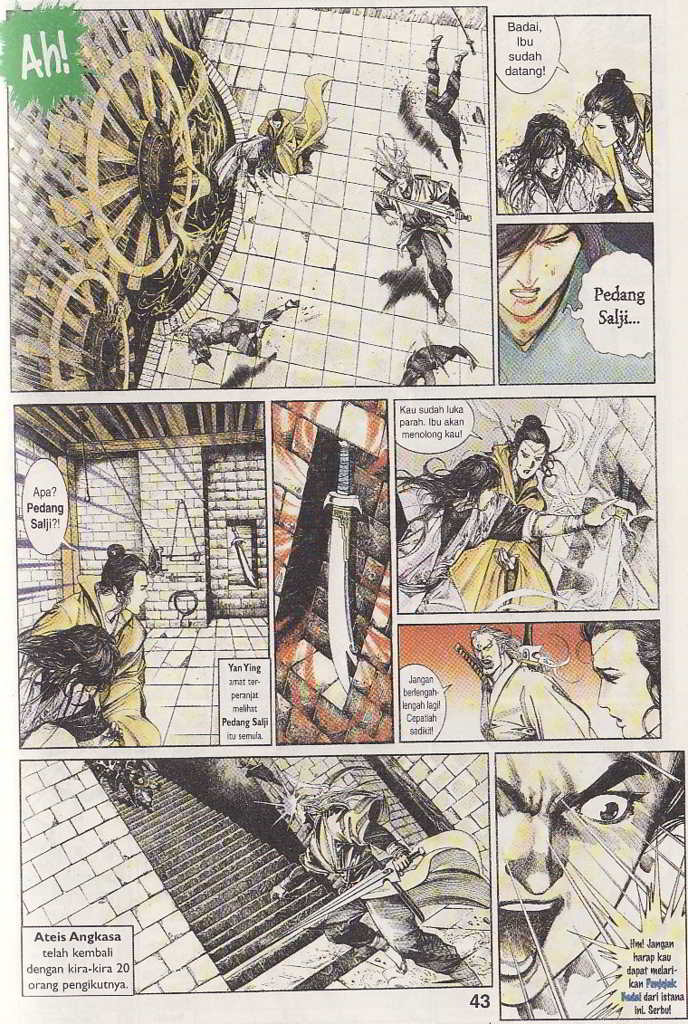 Ah!
Badai,
Ibu
sudah
datang!
Pedang
Salji...
Apa?
Pedang
Salji?!
Yan Ying
amat ter-
peranjat
melihat
Pedang Salji
itu semula.
Kau sudah luka
parah. Ibu akan
menolong kau!
Jangan
berlengah-
lengah lagi!
Cepatlah
sedikit!
Ateis Angkasa
telah kembali
dengan kira-kira 20
orang pengikutnya.
Hm! Jangan
harap kau
dapat melari-
kan Penjejak
Badai dari istana
ini. Serbu!
43